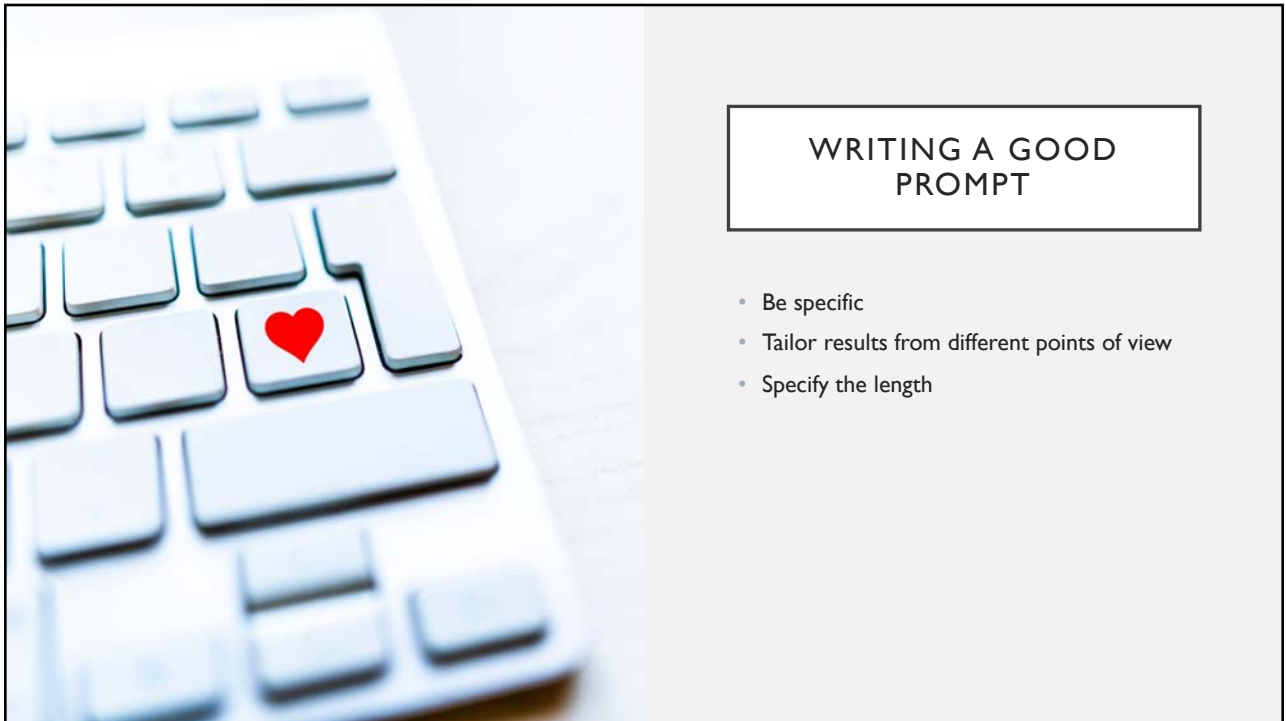 WRITING A GOOD
PROMPT
• Be specific
• Tailor results from different points of view
• Specify the length